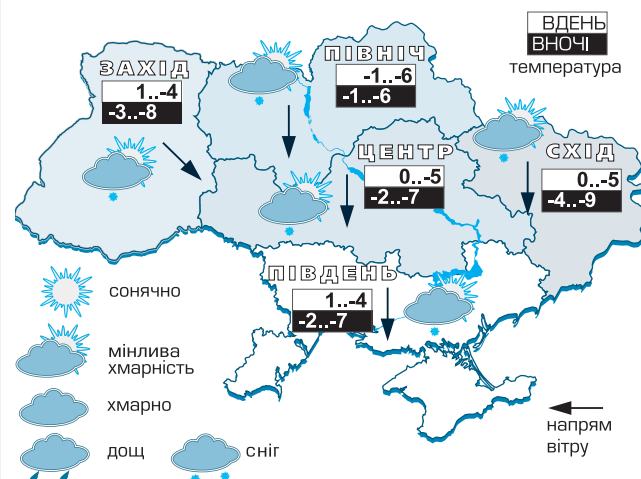 ВДЕНЬ
ВНОЧІ
температура
ЗАХІД
1..-4
-3..-8
ПІВНІЧ
-1..-6
-1..-6
ЦЕНТР
0..-5
-2..-7
СХІД
0..-5
-4..-9
ПІВДЕНЬ
1..-4
-2..-7
сонячно
мінлива
хмарність
хмарно
дощ
сніг
напрям
вітру